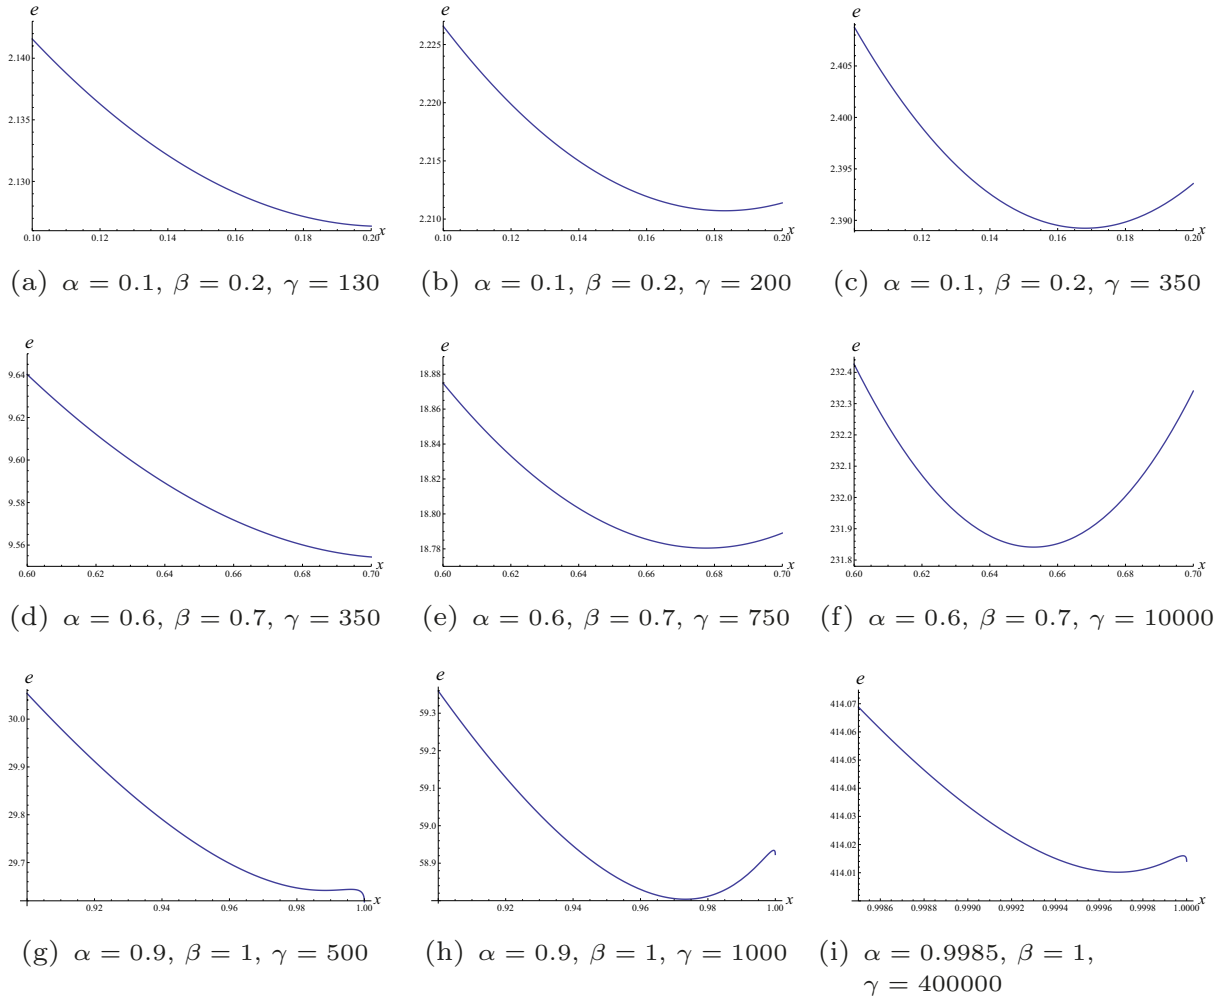 e
2.140
2.135
2.130
0.10 0.12 0.14 0.16 0.18 0.20 x
(a) α = 0.1, β = 0.2, γ = 130
e
2.225
2.220
2.215
2.210
0.10 0.12 0.14 0.16 0.18 0.20 x
(b) α = 0.1, β = 0.2, γ = 200
e
2.405
2.400
2.395
2.390
0.12 0.14 0.16 0.18 0.20 x
(c) α = 0.1, β = 0.2, γ = 350
e
9.64
9.62
9.60
9.58
9.56
0.60 0.62 0.64 0.66 0.68 0.70 x
(d) α = 0.6, β = 0.7, γ = 350
e
18.88
18.86
18.84
18.82
18.80
18.78
0.60 0.62 0.64 0.66 0.68 0.70 x
(e) α = 0.6, β = 0.7, γ = 750
e
232.4
232.3
232.2
232.1
232.0
231.9
231.8
0.60 0.62 0.64 0.66 0.68 0.70 x
(f) α = 0.6, β = 0.7, γ = 10000
e
30.0
29.9
29.8
29.7
0.92 0.94 0.96 0.98 1.00 x
(g) α = 0.9, β = 1, γ = 500
e
59.3
59.2
59.1
59.0
58.9
0.92 0.94 0.96 0.98 1.00 x
(h) α = 0.9, β = 1, γ = 1000
e
414.07
414.06
414.05
414.04
414.03
414.02
414.01
0.9986 0.9988 0.9990 0.9992 0.9994 0.9996 0.9998 1.0000 x
(i) α = 0.9985, β = 1,
γ = 400000